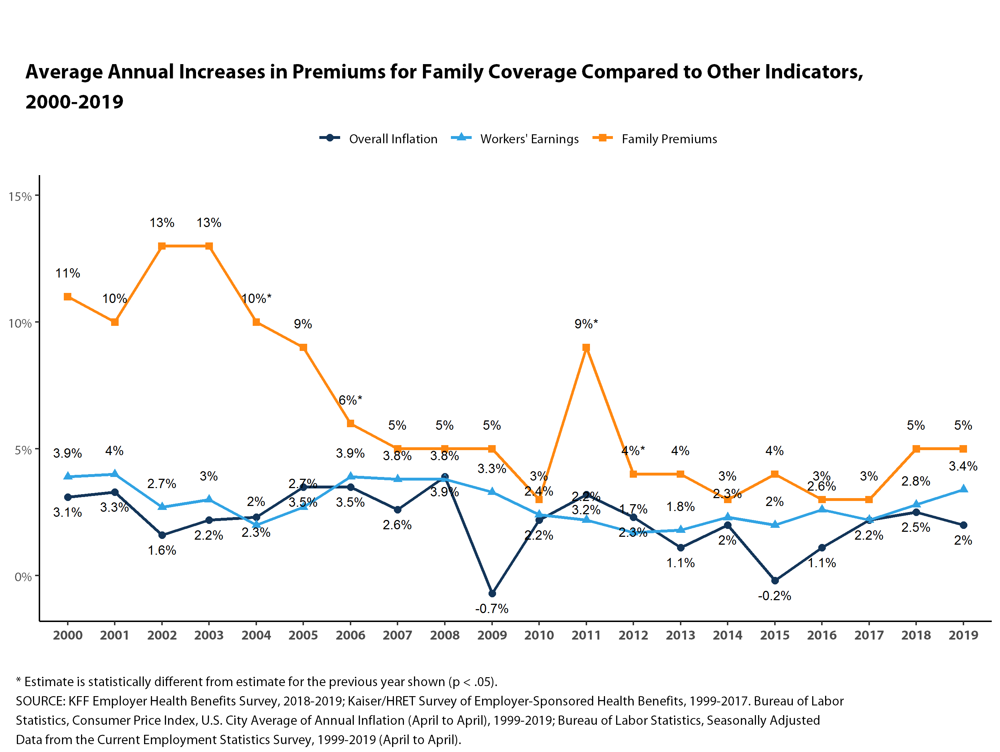 Average Annual Increases in Premiums for Family Coverage Compared to Other Indicators,
2000-2019
Overall Inflation Workers' Earnings Family Premiums
15%
13% 13%
11%
10% 10%*
10%
9% 9%*
6%*
5% 5% 5% 5% 5%
5%
3.9% 4% 3.9% 3.8% 3.8% 4%* 4% 4%
3.3% 3.4%
2.7% 3% 2.7% 3% 3% 3% 3% 2.8%
2.4% 2.2% 2.3% 2.6%
3.1% 3.3% 2% 3.5% 3.5% 3.9% 3.2% 1.7% 1.8% 2%
1.6% 2.2% 2.3% 2.6% 2.2% 2.3% 2% 2.2% 2.5% 2%
1.1% 1.1%
0%
-0.7% -0.2%
2000 2001 2002 2003 2004 2005 2006 2007 2008 2009 2010 2011 2012 2013 2014 2015 2016 2017 2018 2019
* Estimate is statistically different from estimate for the previous year shown (p < .05).
SOURCE: KFF Employer Health Benefits Survey, 2018-2019; Kaiser/HRET Survey of Employer-Sponsored Health Benefits, 1999-2017. Bureau of Labor
Statistics, Consumer Price Index, U.S. City Average of Annual Inflation (April to April), 1999-2019; Bureau of Labor Statistics, Seasonally Adjusted
Data from the Current Employment Statistics Survey, 1999-2019 (April to April).